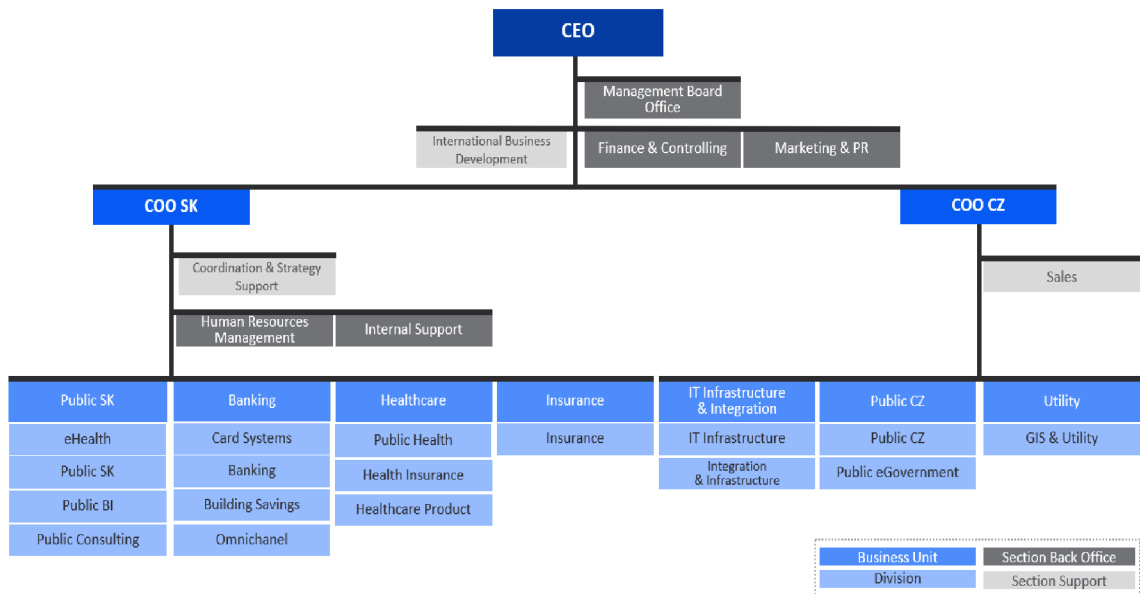 CEO
Management Board
Office
International Business
Development
Finance & Controlling
Marketing & PR
COO SK
COO CZ
Coordination & Strategy
Support
Sales
Human Resources
Management
Internal Support
Public SK
Banking
Healthcare
Insurance
IT Infrastructure
& Integration
Public CZ
Utility
eHealth
Card Systems
Public Health
Insurance
IT Infrastructure
Public CZ
GIS & Utility
Public SK
Banking
Health Insurance
Integration
& Infrastructure
Public eGovernment
Public BI
Building Savings
Healthcare Product
Public Consulting
Omnichanel
Business Unit
Section Back Office
Division
Section Support